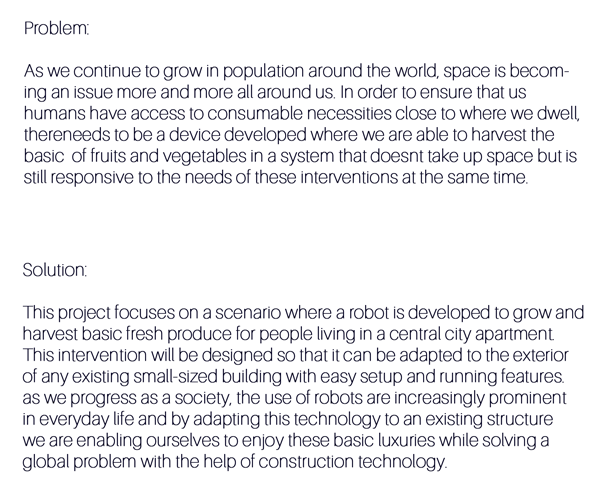 Problem:
As we continue to grow in population around the world, space is becom-
ing an issue more and more all around us. In order to ensure that us
humans have access to consumable necessities close to where we dwell,
thereneeds to be a device developed where we are able to harvest the
basic  of fruits and vegetables in a system that doesnt take up space but is
still responsive to the needs of these interventions at the same time.
Solution:
This project focuses on a scenario where a robot is developed to grow and
harvest basic fresh produce for people living in a central city apartment.
This intervention will be designed so that it can be adapted to the exterior
of any existing small-sized building with easy setup and running features.
as we progress as a society, the use of robots are increasingly prominent
in everyday life and by adapting this technology to an existing structure
we are enabling ourselves to enjoy these basic luxuries while solving a
global problem with the help of construction technology.